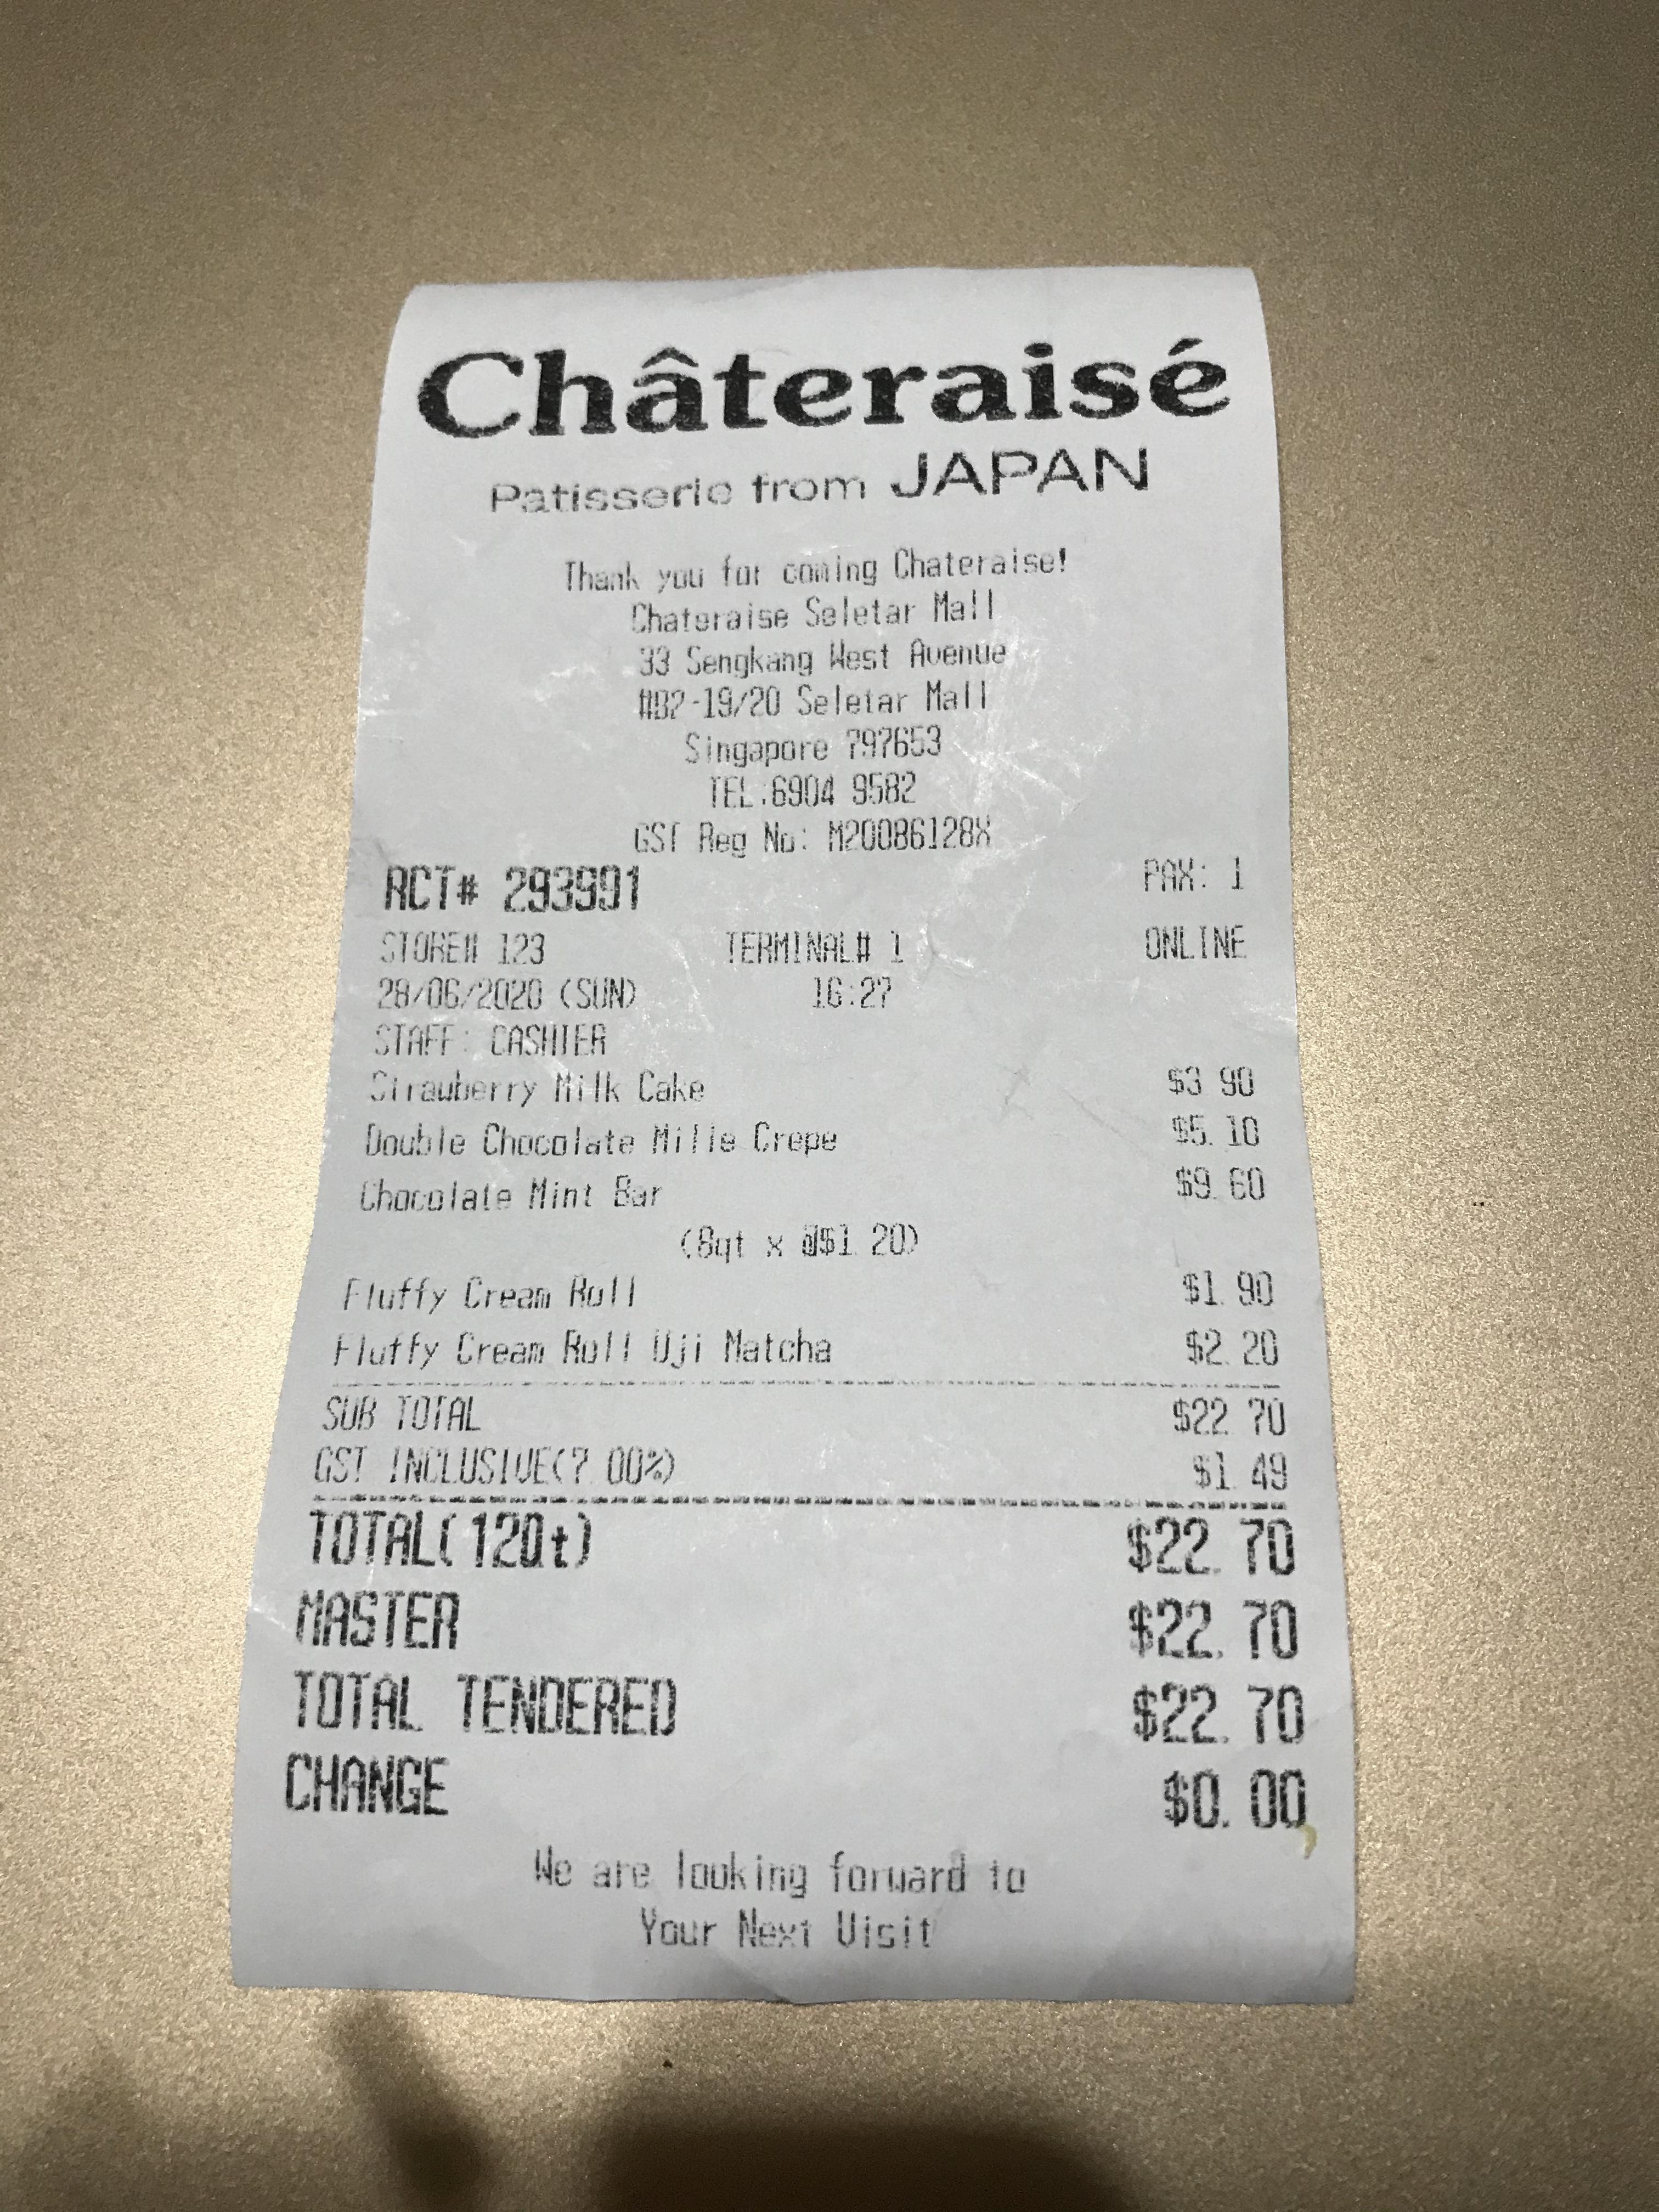 Châteraisé
Patisserie from JAPAN
Thank you for coming Chateraise!
Chateraise Seletar Mall
33 Sengkang West Avenue
#B2-19/20 Seletar Mall
Singapore 797653
TEL:6904 9582
GST Reg No: M20086128X
RCT# 293991 PAX: 1
STORE# 123 TERMINAL# 1 ONLINE
28/06/2020 (SUN) 16:27
STAFF: CASHIER
Strawberry Milk Cake $3.90
Double Chocolate Mille Crepe $5.10
Chocolate Mint Bar $9.60
(8qt x @$1.20)
Fluffy Cream Roll $1.90
Fluffy Cream Roll Uji Matcha $2.20
SUB TOTAL $22.70
GST INCLUSIVE(7.00%) $1.49
TOTAL(12Qt) $22.70
MASTER $22.70
TOTAL TENDERED $22.70
CHANGE $0.00
We are looking forward to
Your Next Visit